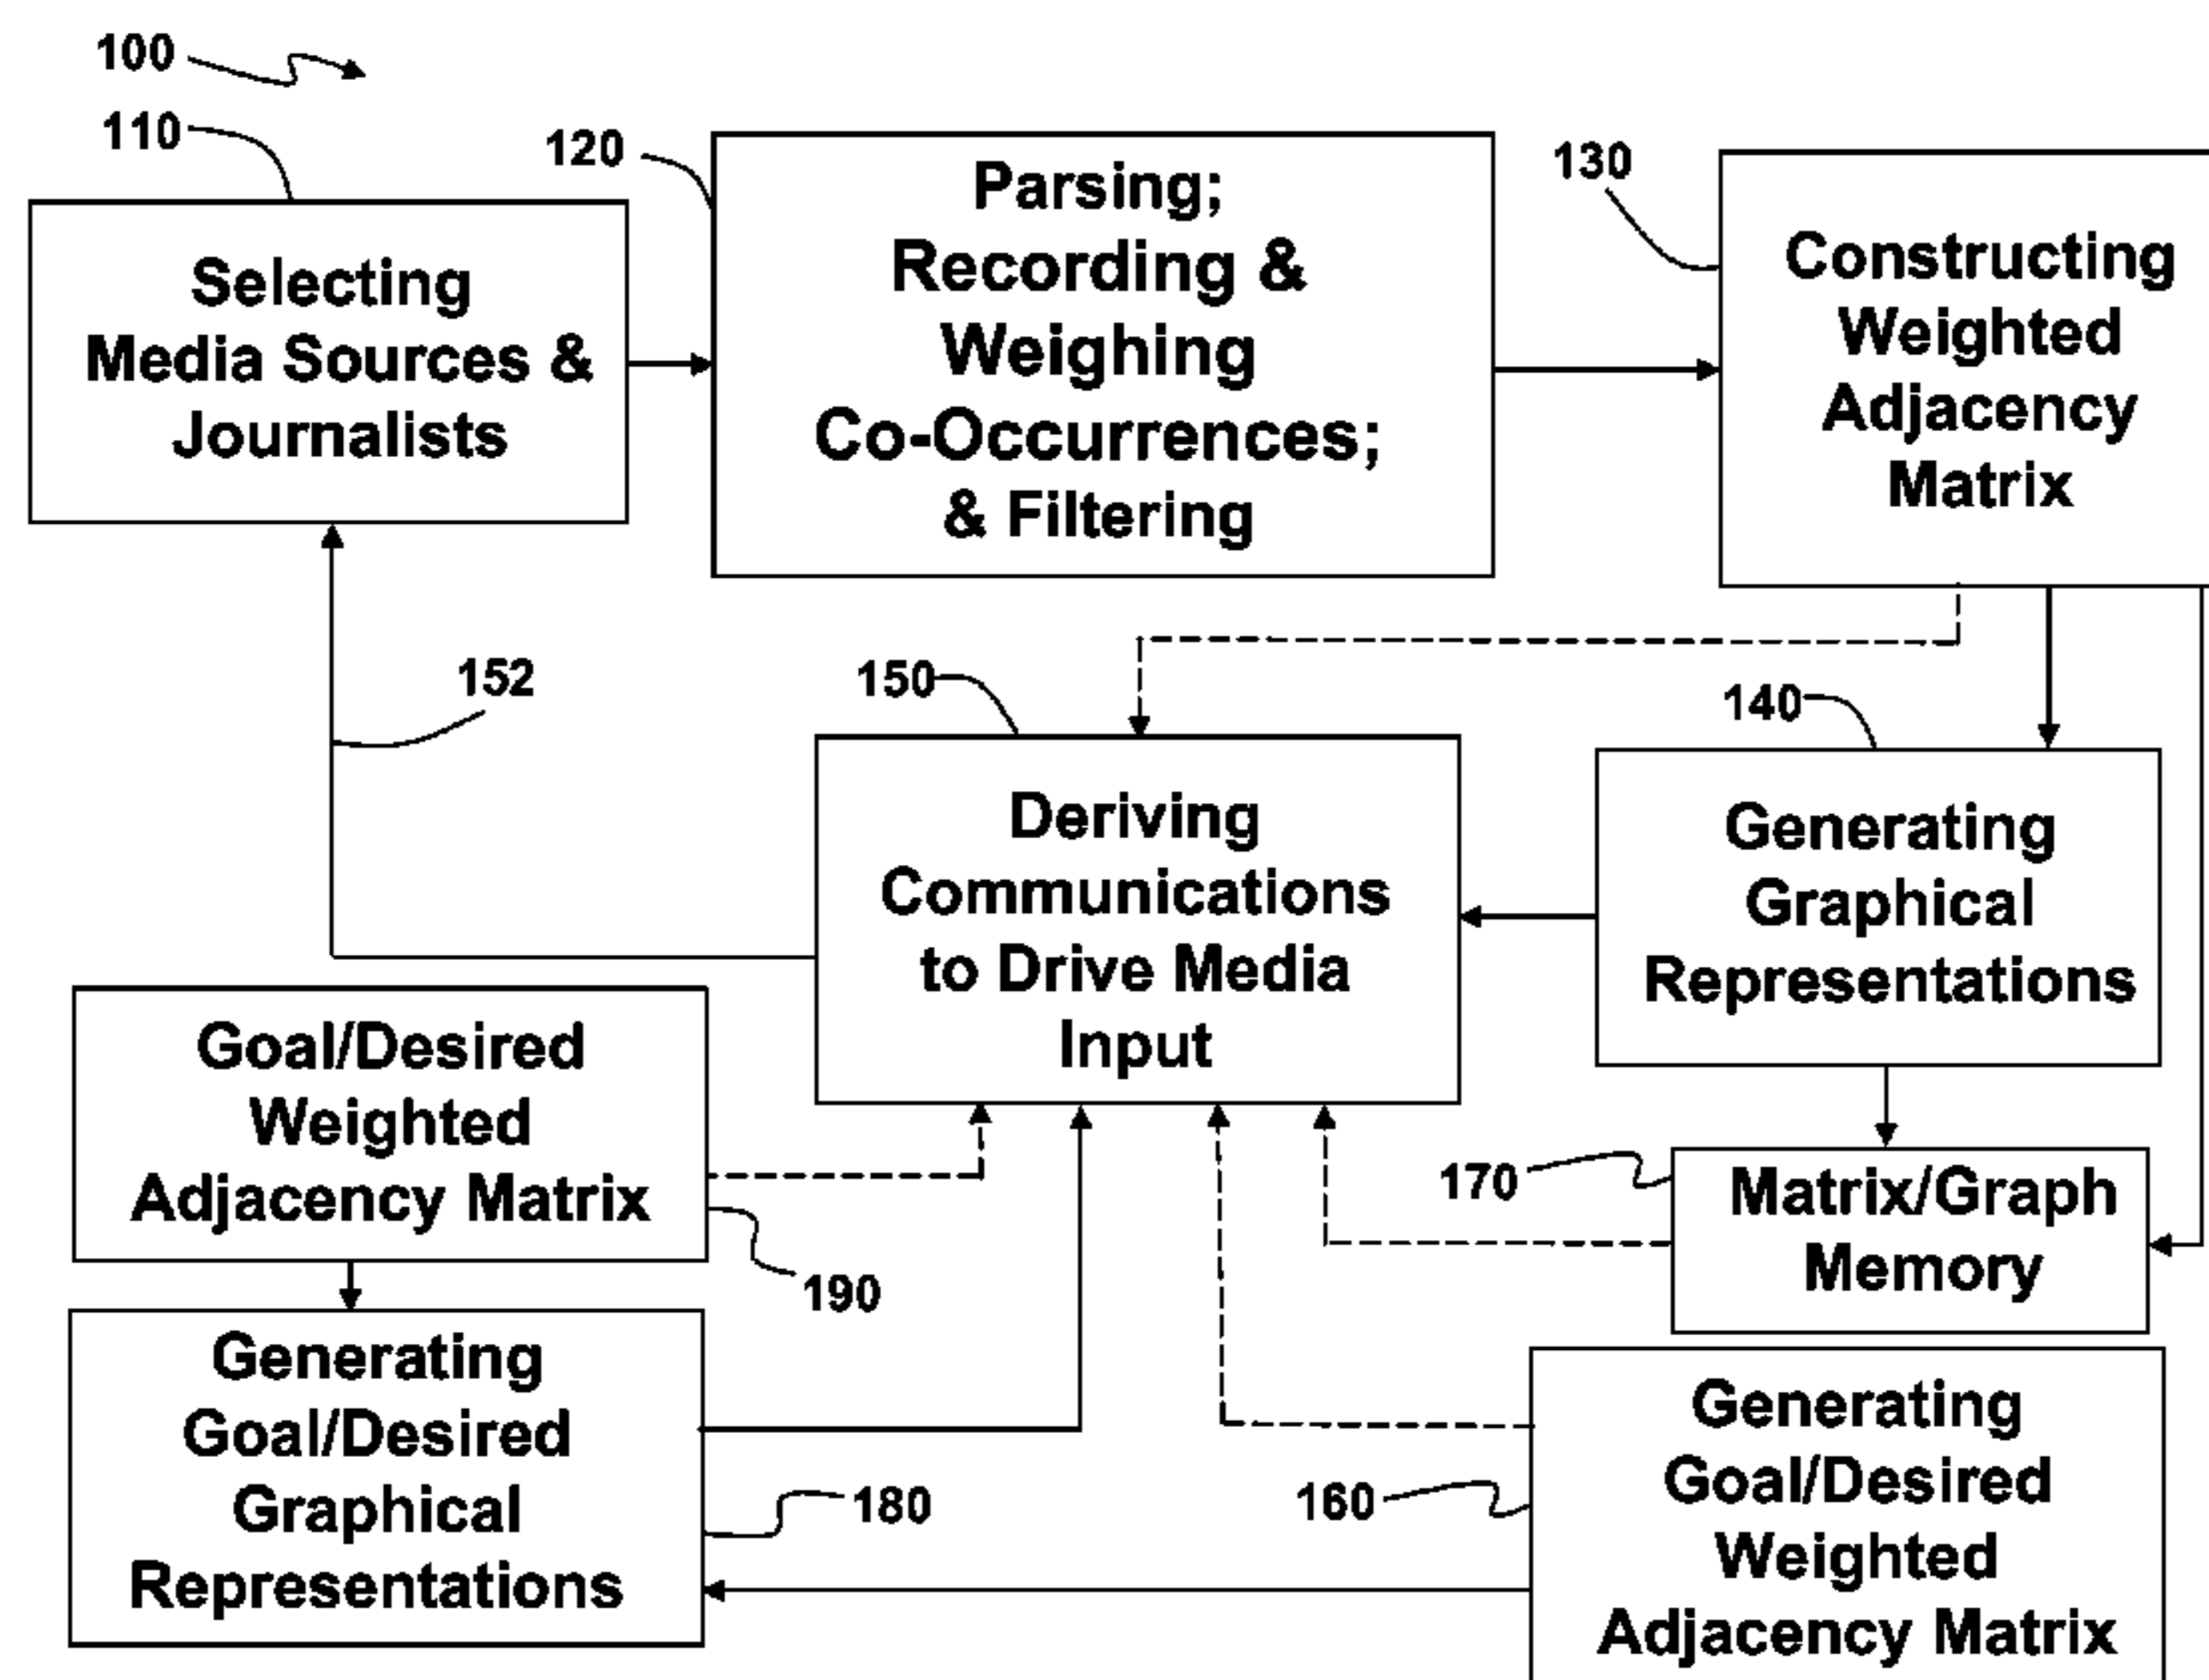 100
110
Selecting
Media Sources &
Journalists
120
Parsing;
Recording &
Weighing
Co-Occurrences;
& Filtering
130
Constructing
Weighted
Adjacency
Matrix
152
150
Deriving
Communications
to Drive Media
Input
140
Generating
Graphical
Representations
Goal/Desired
Weighted
Adjacency Matrix
190
170
Matrix/Graph
Memory
Generating
Goal/Desired
Graphical
Representations
180
160
Generating
Goal/Desired
Weighted
Adjacency Matrix